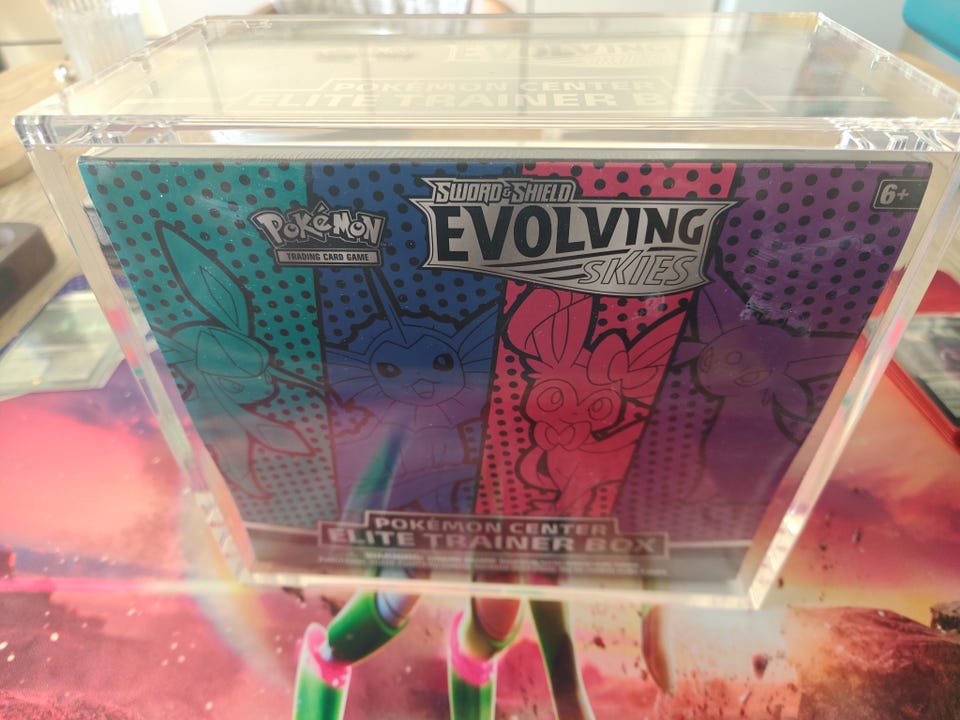 EVOLVING
POKÉMON CENTER
ELITE TRAINER BOX
SWORD & SHIELD
EVOLVING
SKIES
6+
POKéMON
TRADING CARD GAME
POKÉMON CENTER
ELITE TRAINER BOX